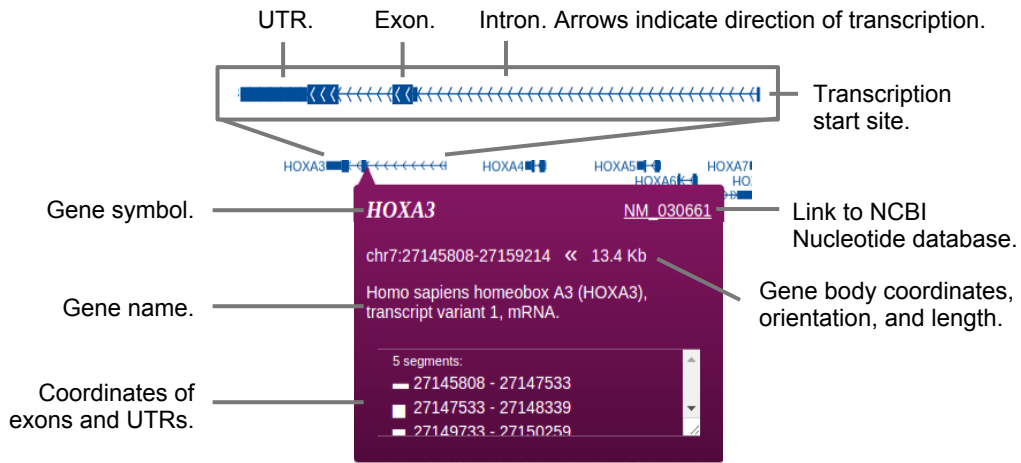 UTR.
Exon.
Intron. Arrows indicate direction of transcription.
Transcription
start site.
HOXA3
HOXA4
HOXA5
HOXA7
HOXA6
HO
Gene symbol.
HOXA3
NM_030661
Link to NCBI
Nucleotide database.
chr7:27145808-27159214 « 13.4 Kb
Gene name.
Homo sapiens homeobox A3 (HOXA3),
transcript variant 1, mRNA.
Gene body coordinates,
orientation, and length.
Coordinates of
exons and UTRs.
5 segments:
27145808 - 27147533
27147533 - 27148339
27149733 - 27150259